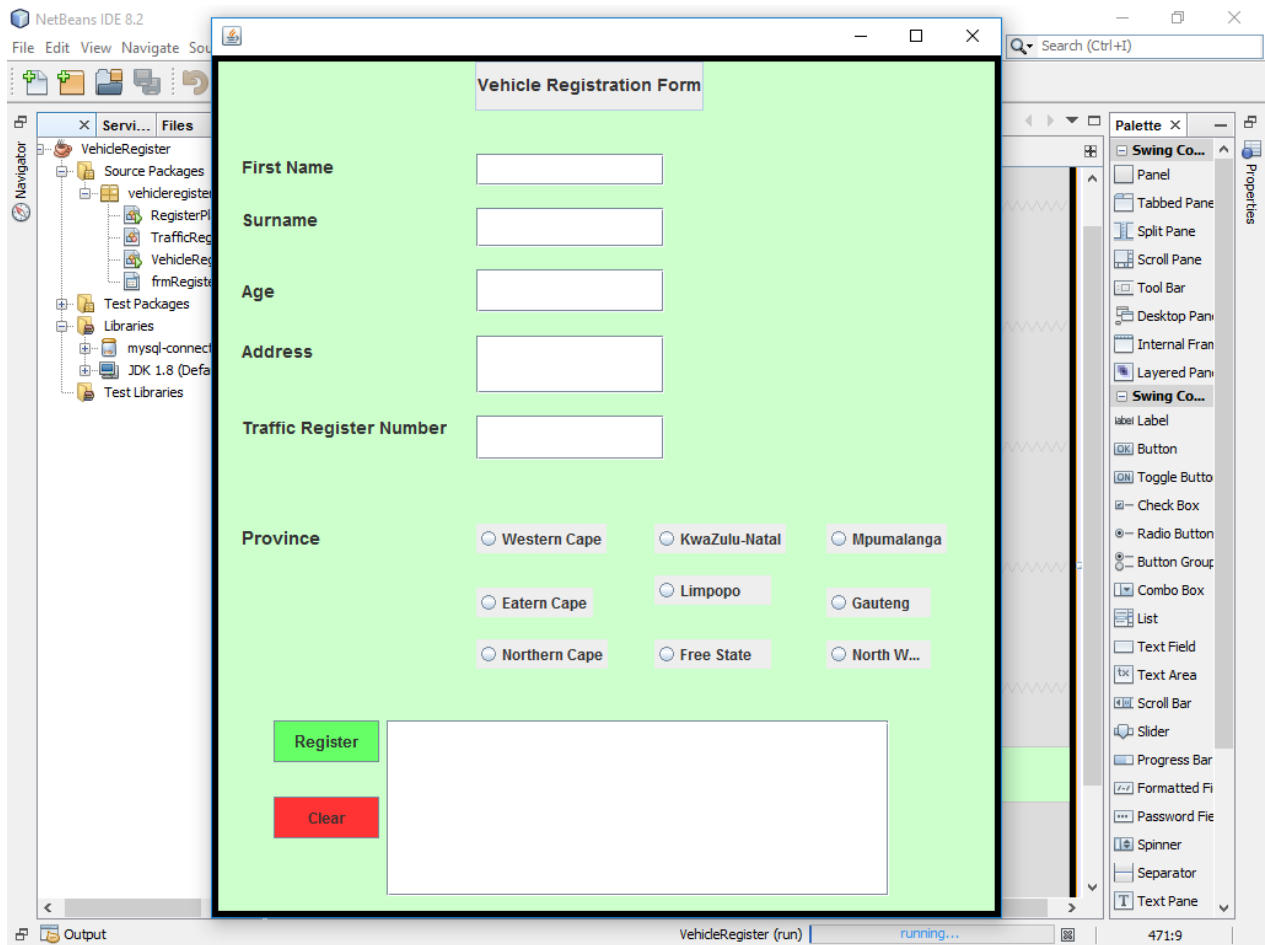 NetBeans IDE 8.2
File Edit View Navigate Sou
Search (Ctrl+I)
Servi... Files
Navigator
VehicleRegister
Source Packages
vehicleregister
RegisterPl
TrafficReg
VehicleReg
frmRegiste
Test Packages
Libraries
mysql-connect
JDK 1.8 (Defa
Test Libraries
Vehicle Registration Form
First Name
Surname
Age
Address
Traffic Register Number
Province
Western Cape KwaZulu-Natal Mpumalanga
Eatern Cape Limpopo Gauteng
Northern Cape Free State North W...
Register
Clear
Palette
Swing Co...
Panel
Tabbed Pane
Split Pane
Scroll Pane
Tool Bar
Desktop Pan
Internal Fran
Layered Pan
Swing Co...
label Label
OK Button
ON Toggle Butto
Check Box
Radio Button
Button Group
Combo Box
List
Text Field
tx Text Area
Scroll Bar
Slider
Progress Bar
Formatted Fi
Password Fie
Spinner
Separator
T Text Pane
Properties
Output
VehicleRegister (run) running...
471:9